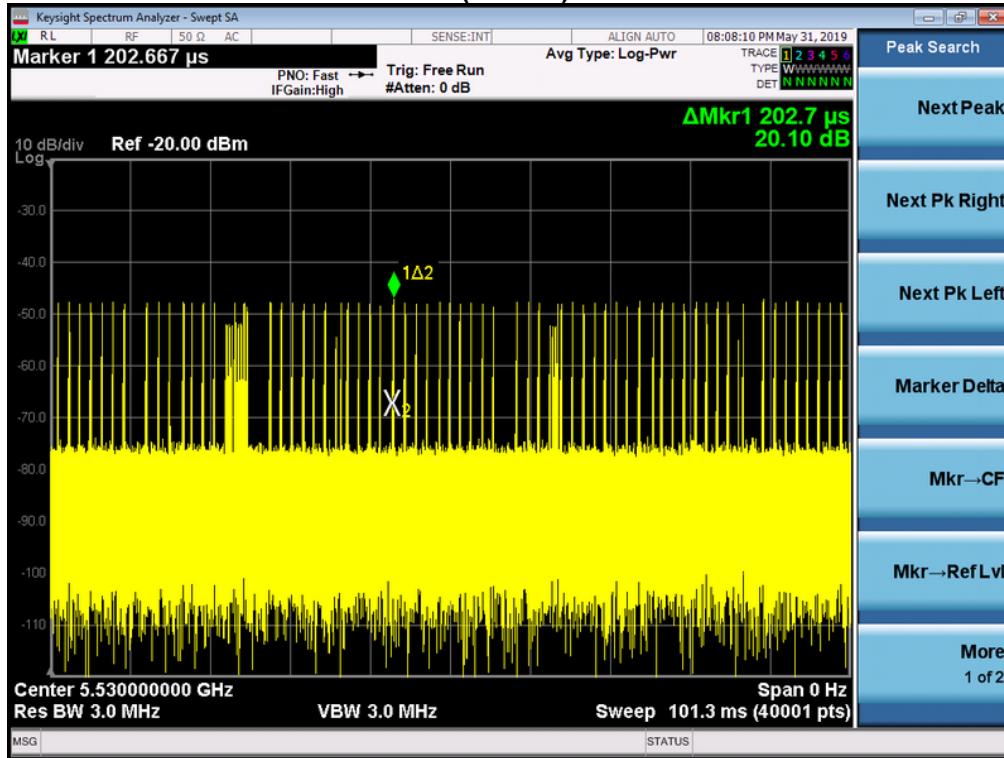 Keysight Spectrum Analyzer - Swept SA
LXI RL RF 50 Ω AC SENSE:INT ALIGN AUTO 08:08:10 PM May 31, 2019
Marker 1 202.667 µs
PNO: Fast
IFGain:High
Trig: Free Run
#Atten: 0 dB
Avg Type: Log-Pwr
TRACE 1 2 3 4 5 6
TYPE W
DET N N N N N N
Peak Search
ΔMkr1 202.7 µs
20.10 dB
10 dB/div Ref -20.00 dBm
Log
-30.0
-40.0
-50.0
-60.0
-70.0
-80.0
-90.0
-100
-110
1Δ2
X2
Center 5.530000000 GHz Span 0 Hz
Res BW 3.0 MHz VBW 3.0 MHz Sweep 101.3 ms (40001 pts)
MSG STATUS
Next Peak
Next Pk Right
Next Pk Left
Marker Delta
Mkr→CF
Mkr→Ref Lvl
More
1 of 2